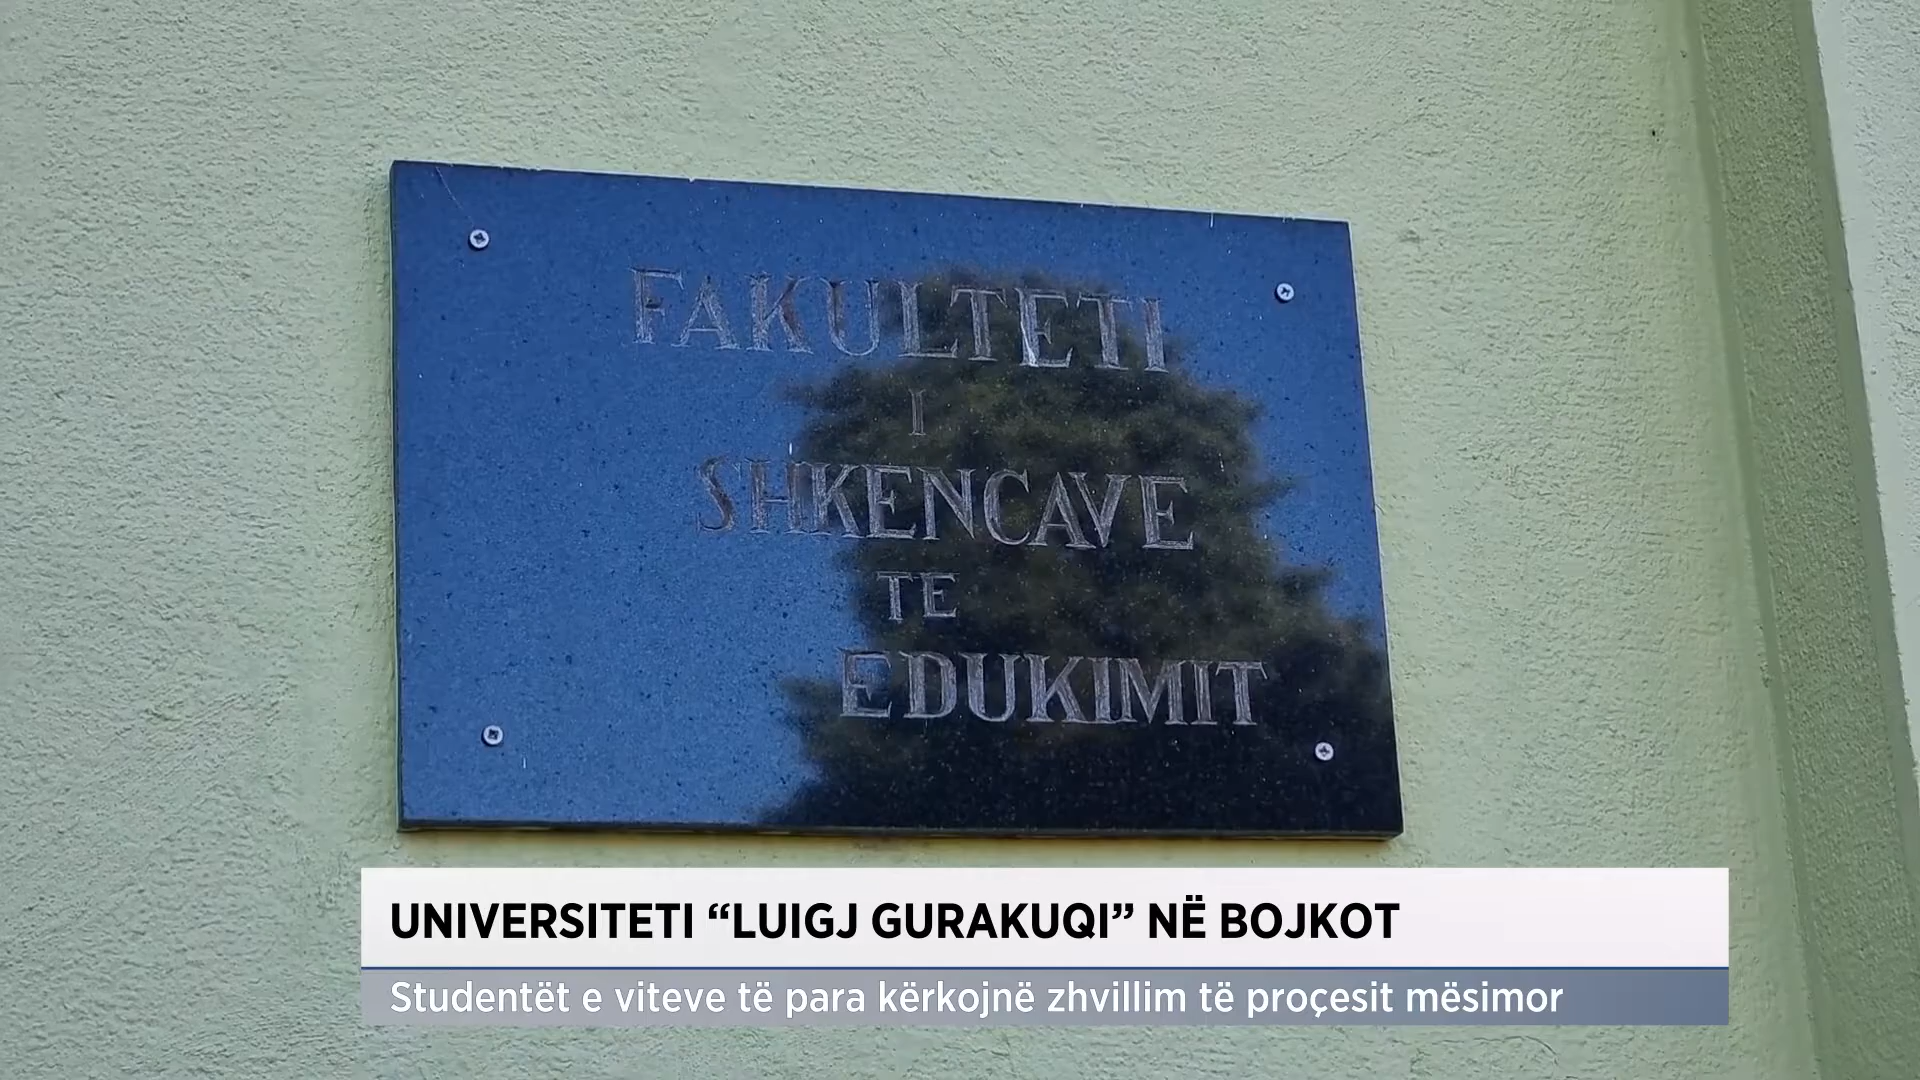 FAKULTETI
I
SHKENCAVE
TE
EDUKIMIT
UNIVERSITETI “LUIGJ GURAKUQI” NË BOJKOT
Studentët e viteve të para kërkojnë zhvillim të proçesit mësimor